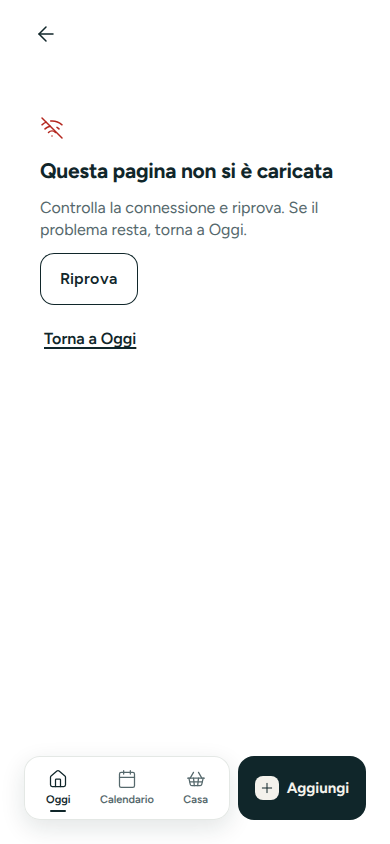 Questa pagina non si è caricata
Controlla la connessione e riprova. Se il
problema resta, torna a Oggi.
Riprova
Torna a Oggi
Oggi
Calendario
Casa
Aggiungi